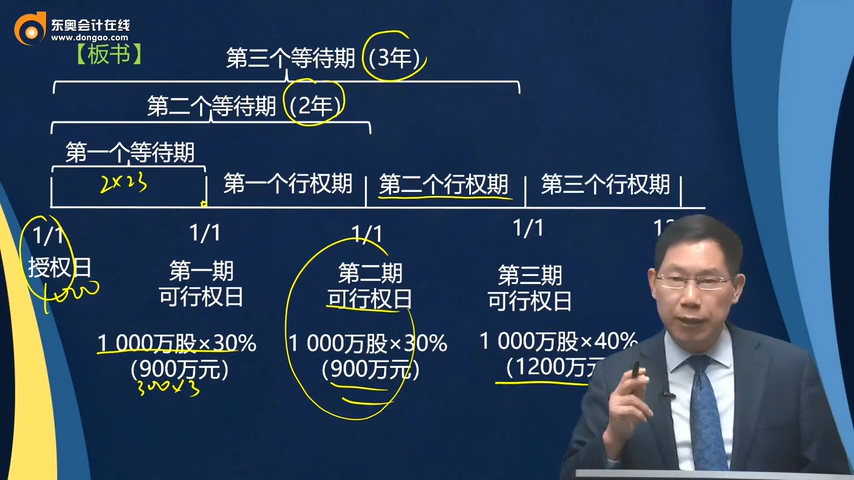 东奥会计在线
www.dongao.com
【板书】
第三个等待期（3年）
第二个等待期（2年）
第一个等待期
2×23
第一个行权期
第二个行权期
第三个行权期
1/1
1/1
1/1
1/1
授权日
1000
第一期
可行权日
第二期
可行权日
第三期
可行权日
1 000万股×30%
（900万元）
300×3
1 000万股×30%
（900万元）
1 000万股×40%
（1200万元